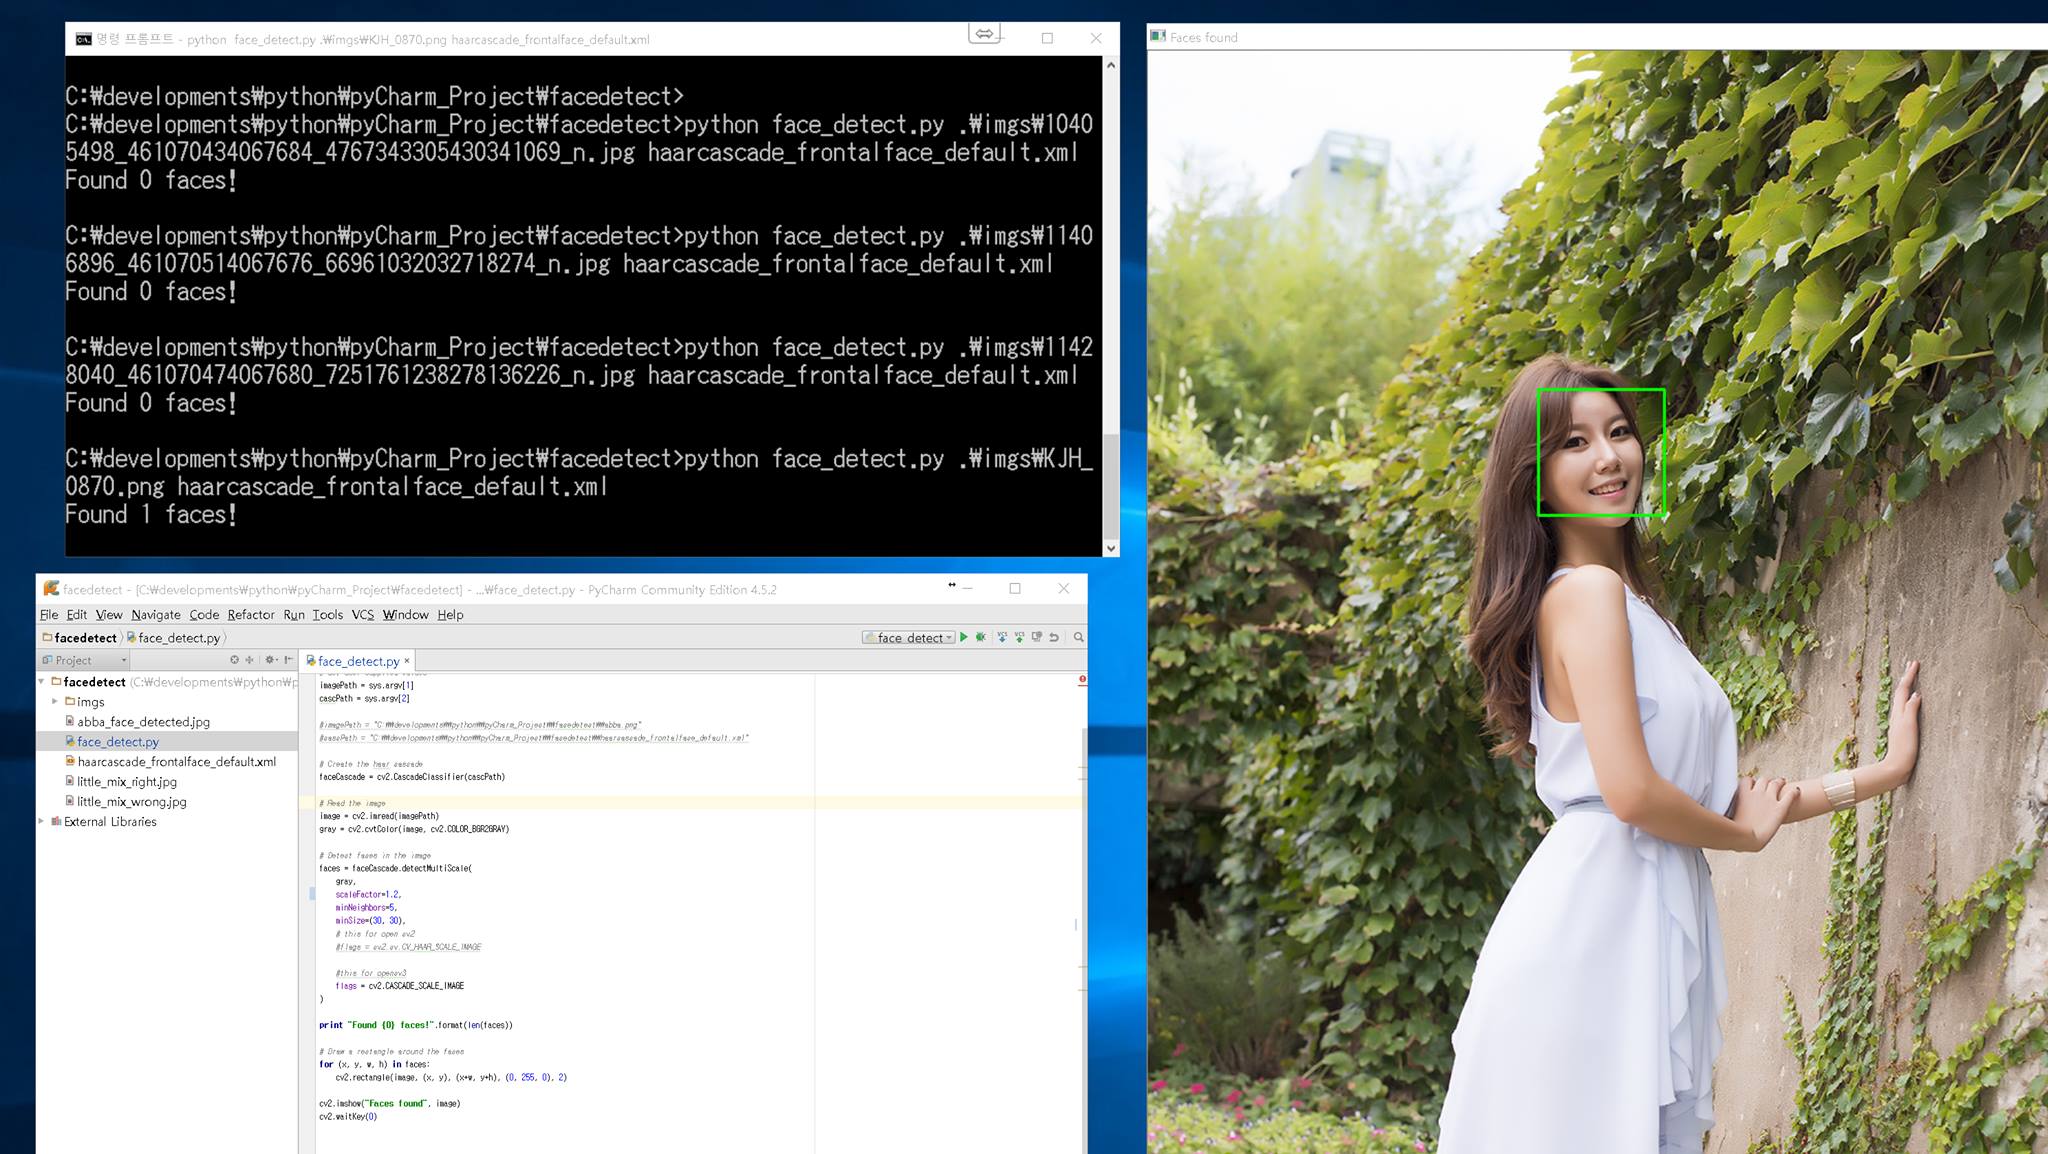 명령 프롬프트 - python  face_detect.py .₩imgs₩KJH_0870.png haarcascade_frontalface_default.xml
C:₩developments₩python₩pyCharm_Project₩facedetect>
C:₩developments₩python₩pyCharm_Project₩facedetect>python face_detect.py .₩imgs₩1040
5498_461070434067684_4767343305430341069_n.jpg haarcascade_frontalface_default.xml
Found 0 faces!
C:₩developments₩python₩pyCharm_Project₩facedetect>python face_detect.py .₩imgs₩1140
6896_461070514067676_66961032032718274_n.jpg haarcascade_frontalface_default.xml
Found 0 faces!
C:₩developments₩python₩pyCharm_Project₩facedetect>python face_detect.py .₩imgs₩1142
8040_461070474067680_7251761238278136226_n.jpg haarcascade_frontalface_default.xml
Found 0 faces!
C:₩developments₩python₩pyCharm_Project₩facedetect>python face_detect.py .₩imgs₩KJH_
0870.png haarcascade_frontalface_default.xml
Found 1 faces!
Faces found
facedetect - [C:₩developments₩python₩pyCharm_Project₩facedetect] - ...₩face_detect.py - PyCharm Community Edition 4.5.2
File Edit View Navigate Code Refactor Run Tools VCS Window Help
facedetect face_detect.py
face_detect
Project
face_detect.py
facedetect (C:₩developments₩python₩p
imgs
abba_face_detected.jpg
face_detect.py
haarcascade_frontalface_default.xml
little_mix_right.jpg
little_mix_wrong.jpg
External Libraries
imagePath = sys.argv[1]
cascPath = sys.argv[2]
#imagePath = "C:₩₩developments₩₩python₩₩pyCharm_Project₩₩facedetect₩₩abba.png"
#cascPath = "C:₩₩developments₩₩python₩₩pyCharm_Project₩₩facedetect₩₩haarcascade_frontalface_default.xml"
# Create the haar cascade
faceCascade = cv2.CascadeClassifier(cascPath)
# Read the image
image = cv2.imread(imagePath)
gray = cv2.cvtColor(image, cv2.COLOR_BGR2GRAY)
# Detect faces in the image
faces = faceCascade.detectMultiScale(
gray,
scaleFactor=1.2,
minNeighbors=5,
minSize=(30, 30),
# this for open cv2
#flags = cv2.cv.CV_HAAR_SCALE_IMAGE
#this for opencv3
flags = cv2.CASCADE_SCALE_IMAGE
)
print "Found {0} faces!".format(len(faces))
# Draw a rectangle around the faces
for (x, y, w, h) in faces:
cv2.rectangle(image, (x, y), (x+w, y+h), (0, 255, 0), 2)
cv2.imshow("Faces found", image)
cv2.waitKey(0)